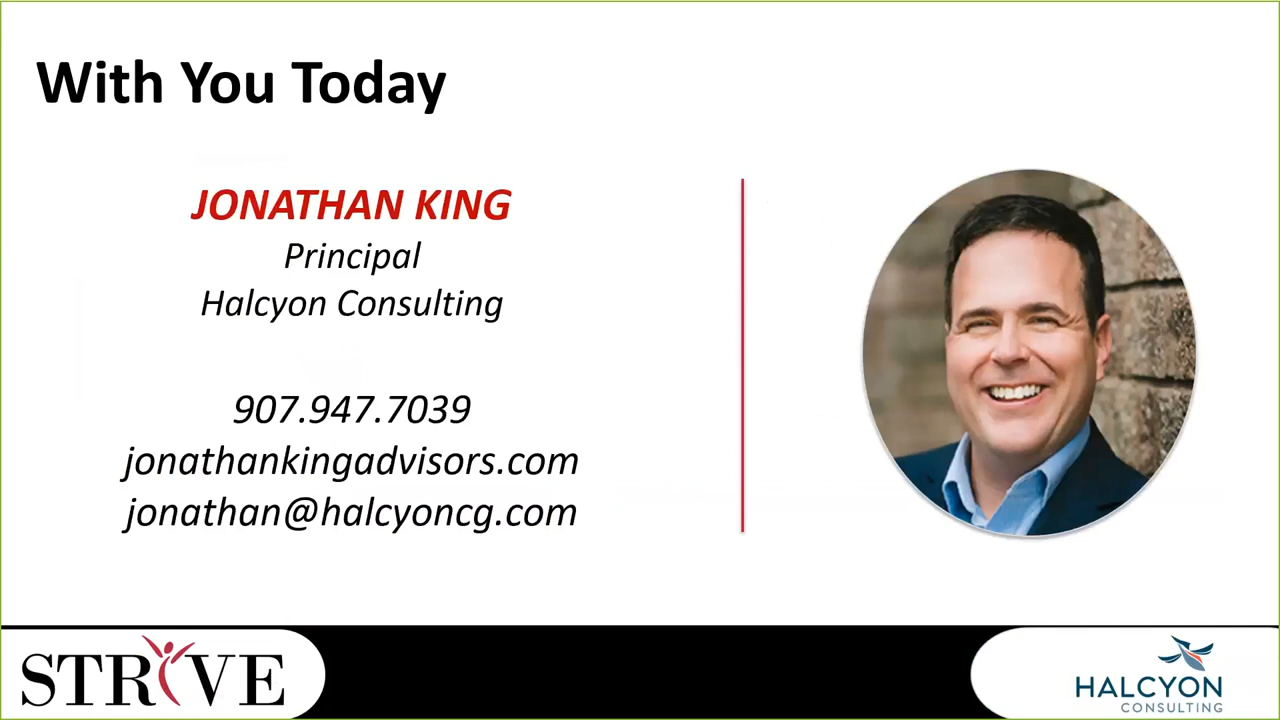 With You Today
JONATHAN KING
Principal
Halcyon Consulting
907.947.7039
jonathankingadvisors.com
jonathan@halcyoncg.com
STRIVE
HALCYON
CONSULTING